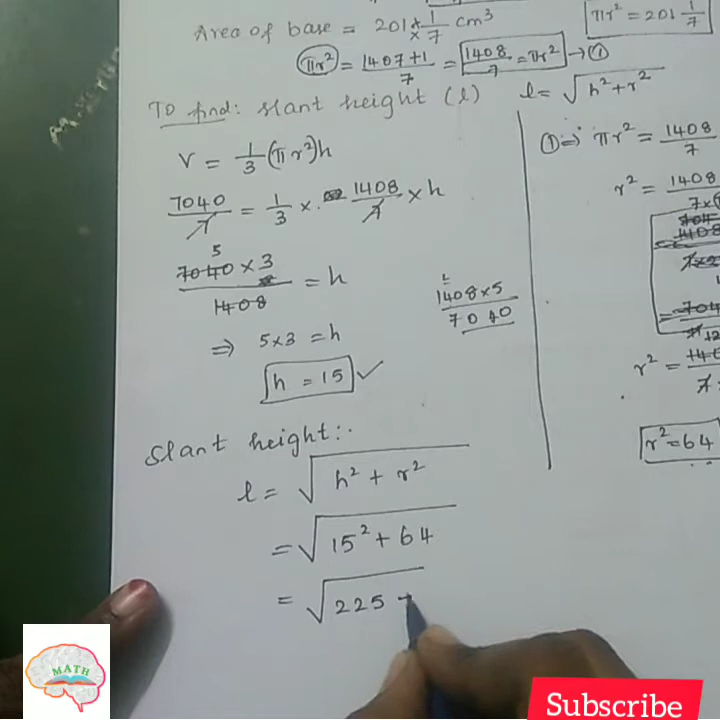 Area of base = 201 1/7 cm³
πr² = 201 1/7
πr² = 1407+1/7 = 1408/7 = πr² → ①
To find: slant height (l) l = √h²+r²
V = 1/3 (πr²)h
7040/7 = 1/3 × 1408/7 × h
5
7040 × 3/1408 = h
⇒ 5×3 = h
h = 15 ✓
1408×5
7040
①⇒ πr² = 1408/7
r² = 1408
r² = 64
Slant height:.
l = √h² + r²
= √15² + 64
= √225 +
MATH
Subscribe